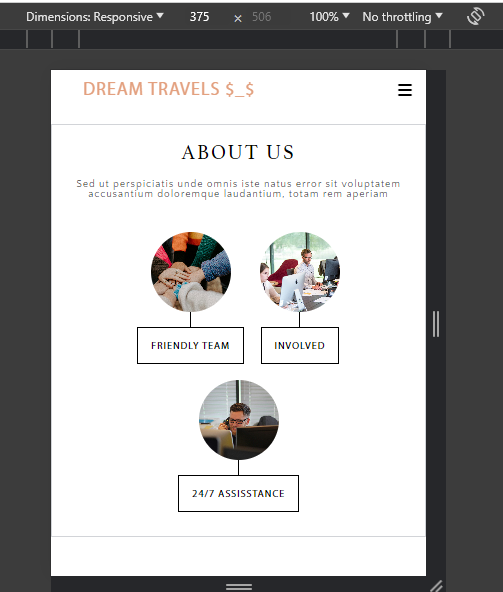 Dimensions: Responsive ▼ 375 × 506 100% ▼ No throttling ▼
DREAM TRAVELS $_$
ABOUT US
Sed ut perspiciatis unde omnis iste natus error sit voluptatem
accusantium doloremque laudantium, totam rem aperiam
FRIENDLY TEAM
INVOLVED
24/7 ASSISSTANCE